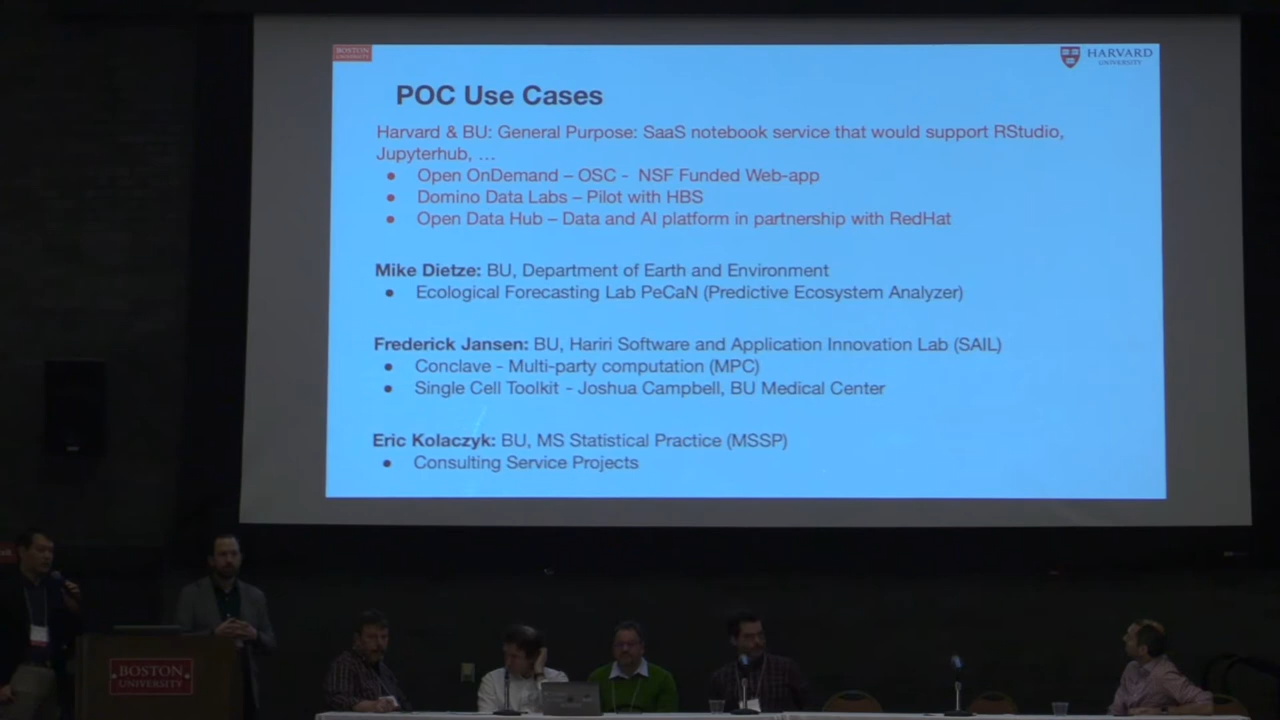 BOSTON
UNIVERSITY
HARVARD
UNIVERSITY
POC Use Cases
Harvard & BU: General Purpose: SaaS notebook service that would support RStudio,
Jupyterhub, …
• Open OnDemand – OSC - NSF Funded Web-app
• Domino Data Labs – Pilot with HBS
• Open Data Hub – Data and AI platform in partnership with RedHat
Mike Dietze: BU, Department of Earth and Environment
• Ecological Forecasting Lab PeCaN (Predictive Ecosystem Analyzer)
Frederick Jansen: BU, Hariri Software and Application Innovation Lab (SAIL)
• Conclave - Multi-party computation (MPC)
• Single Cell Toolkit - Joshua Campbell, BU Medical Center
Eric Kolaczyk: BU, MS Statistical Practice (MSSP)
• Consulting Service Projects
BOSTON
UNIVERSITY